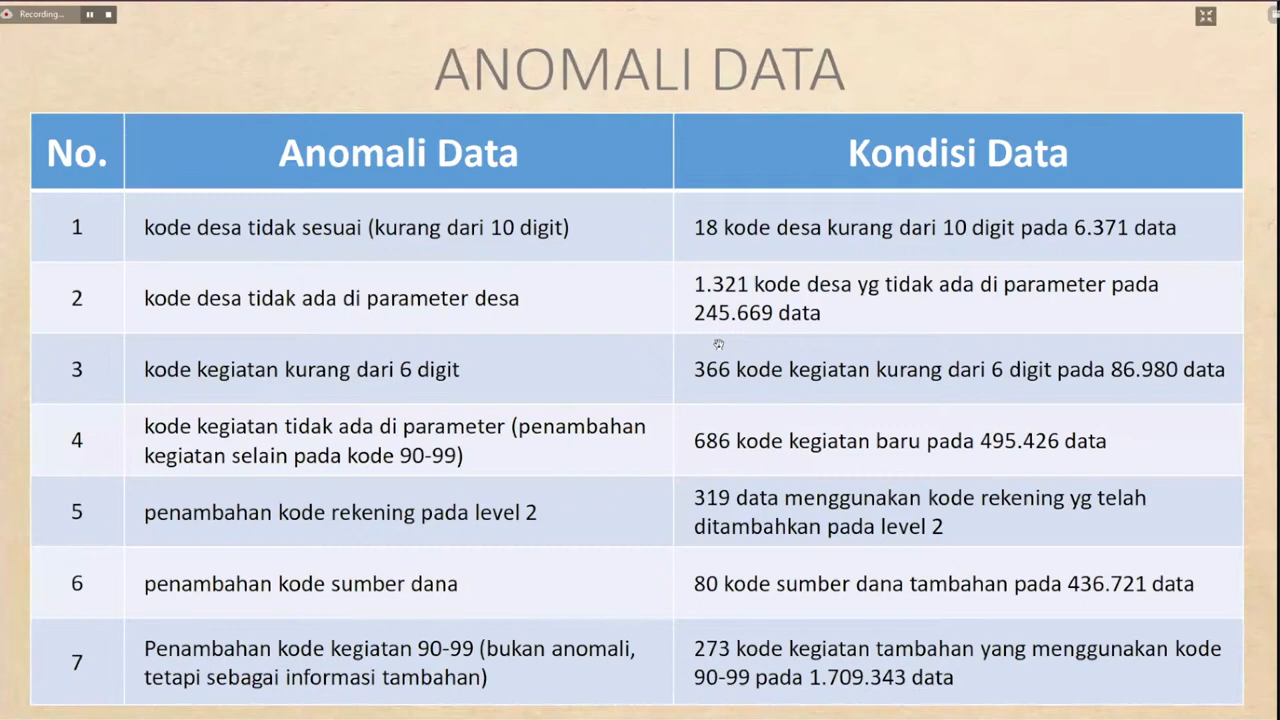 Recording...
ANOMALI DATA
No.
Anomali Data
Kondisi Data
1
kode desa tidak sesuai (kurang dari 10 digit)
18 kode desa kurang dari 10 digit pada 6.371 data
2
kode desa tidak ada di parameter desa
1.321 kode desa yg tidak ada di parameter pada
245.669 data
3
kode kegiatan kurang dari 6 digit
366 kode kegiatan kurang dari 6 digit pada 86.980 data
4
kode kegiatan tidak ada di parameter (penambahan
kegiatan selain pada kode 90-99)
686 kode kegiatan baru pada 495.426 data
5
penambahan kode rekening pada level 2
319 data menggunakan kode rekening yg telah
ditambahkan pada level 2
6
penambahan kode sumber dana
80 kode sumber dana tambahan pada 436.721 data
7
Penambahan kode kegiatan 90-99 (bukan anomali,
tetapi sebagai informasi tambahan)
273 kode kegiatan tambahan yang menggunakan kode
90-99 pada 1.709.343 data